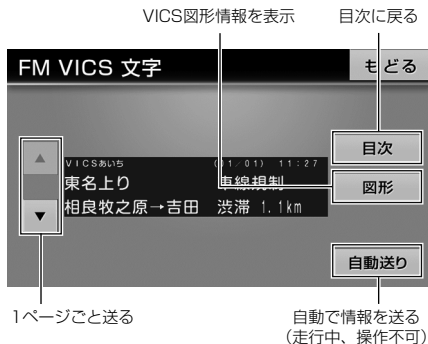 VICS図形情報を表示
目次に戻る
FM VICS 文字
もどる
目次
VICSあいち (01/01) 11:27
東名上り 車線規制
図形
相良牧之原→吉田 渋滞 1.1km
自動送り
1ページごと送る
自動で情報を送る
(走行中、操作不可)